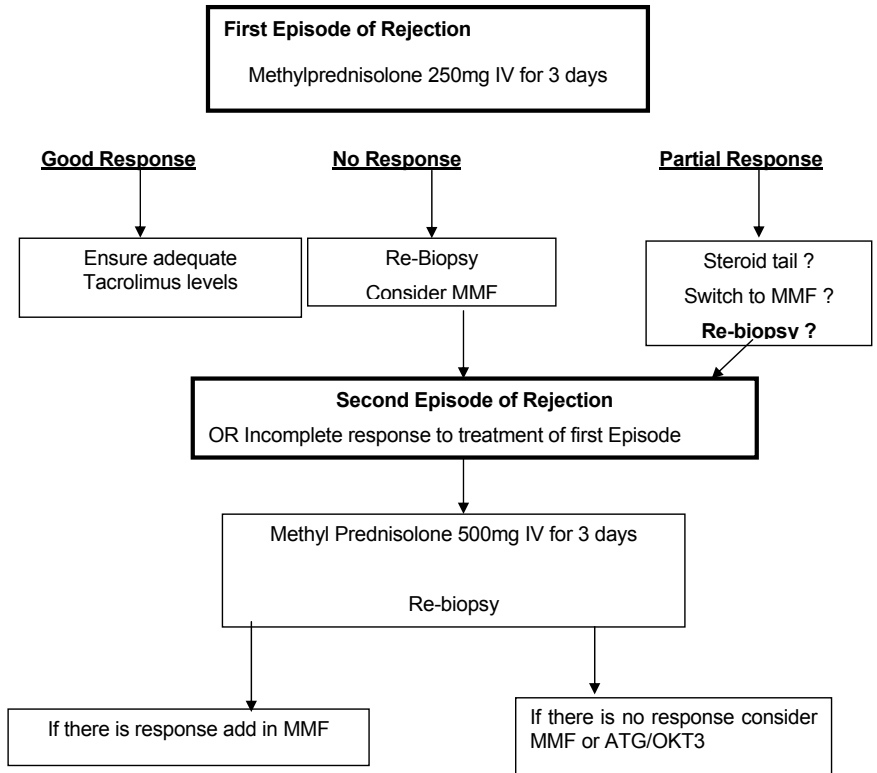 First Episode of Rejection
Methylprednisolone 250mg IV for 3 days
Good Response
No Response
Partial Response
Ensure adequate
Tacrolimus levels
Re-Biopsy
Consider MMF
Steroid tail ?
Switch to MMF ?
Re-biopsy ?
Second Episode of Rejection
OR Incomplete response to treatment of first Episode
Methyl Prednisolone 500mg IV for 3 days
Re-biopsy
If there is response add in MMF
If there is no response consider
MMF or ATG/OKT3